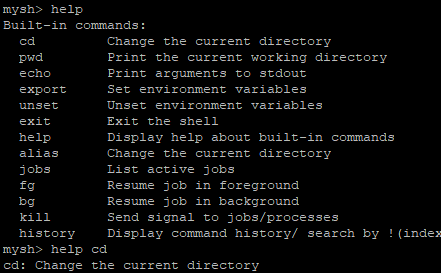 mysh> help
Built-in commands:
cd Change the current directory
pwd Print the current working directory
echo Print arguments to stdout
export Set environment variables
unset Unset environment variables
exit Exit the shell
help Display help about built-in commands
alias Change the current directory
jobs List active jobs
fg Resume job in foreground
bg Resume job in background
kill Send signal to jobs/processes
history Display command history/ search by !(index
mysh> help cd
cd: Change the current directory